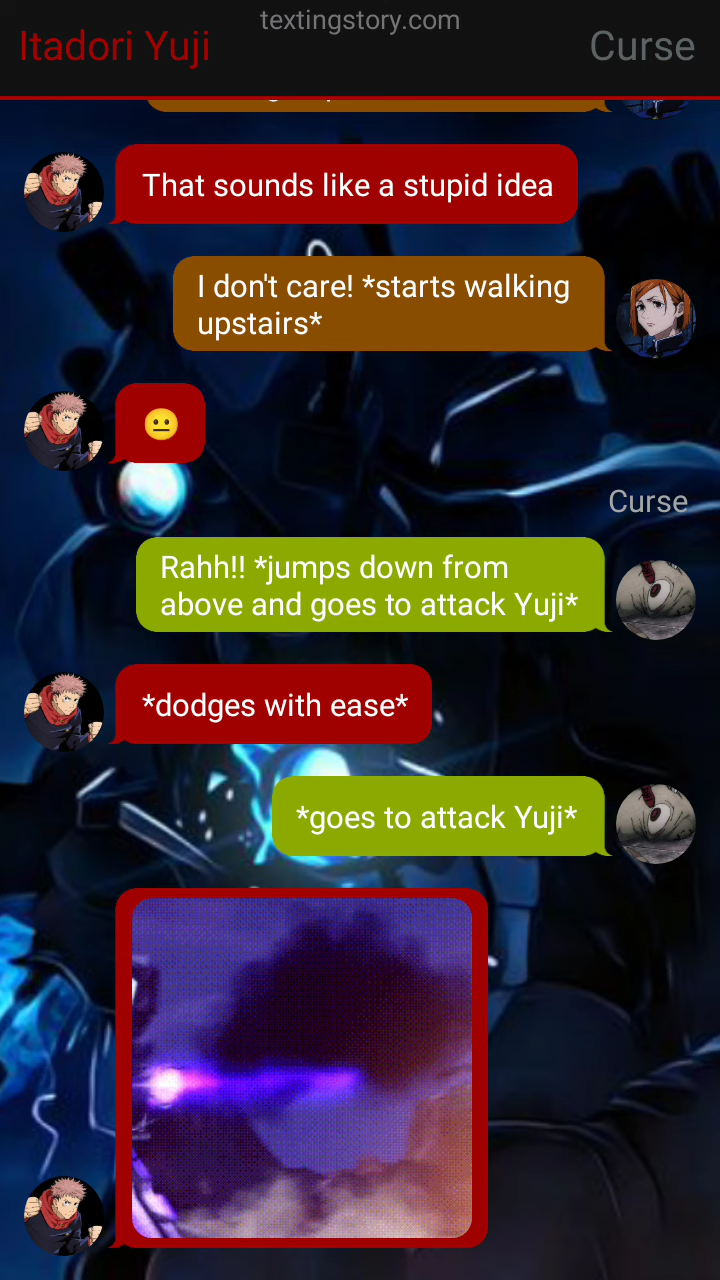 textingstory.com
Itadori Yuji
Curse
That sounds like a stupid idea
I don't care! *starts walking
upstairs*
😐
Curse
Rahh!! *jumps down from
above and goes to attack Yuji*
*dodges with ease*
*goes to attack Yuji*